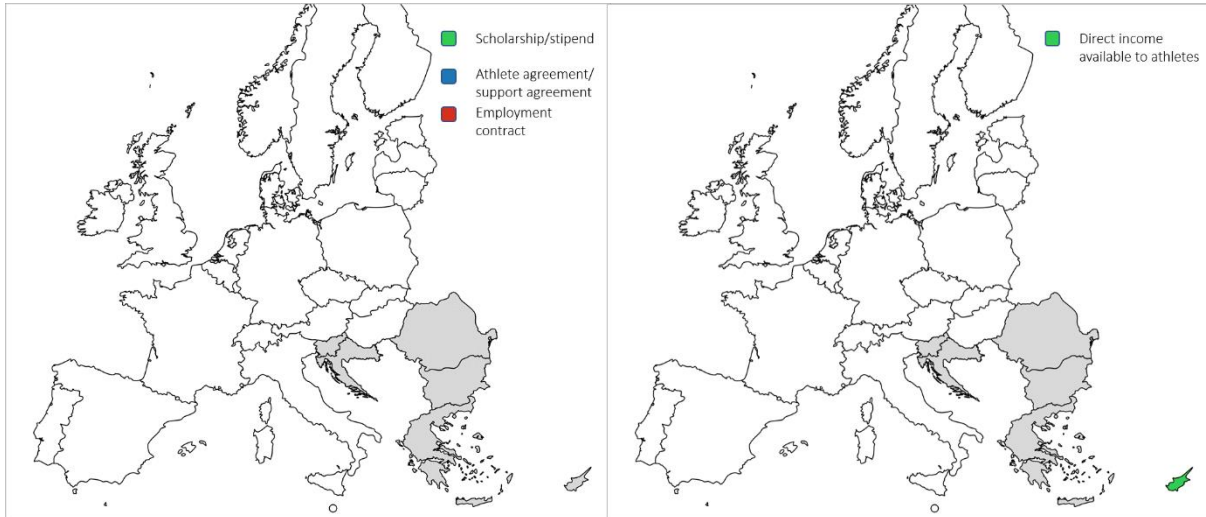 Scholarship/stipend
Athlete agreement/
support agreement
Employment
contract
Direct income
available to athletes